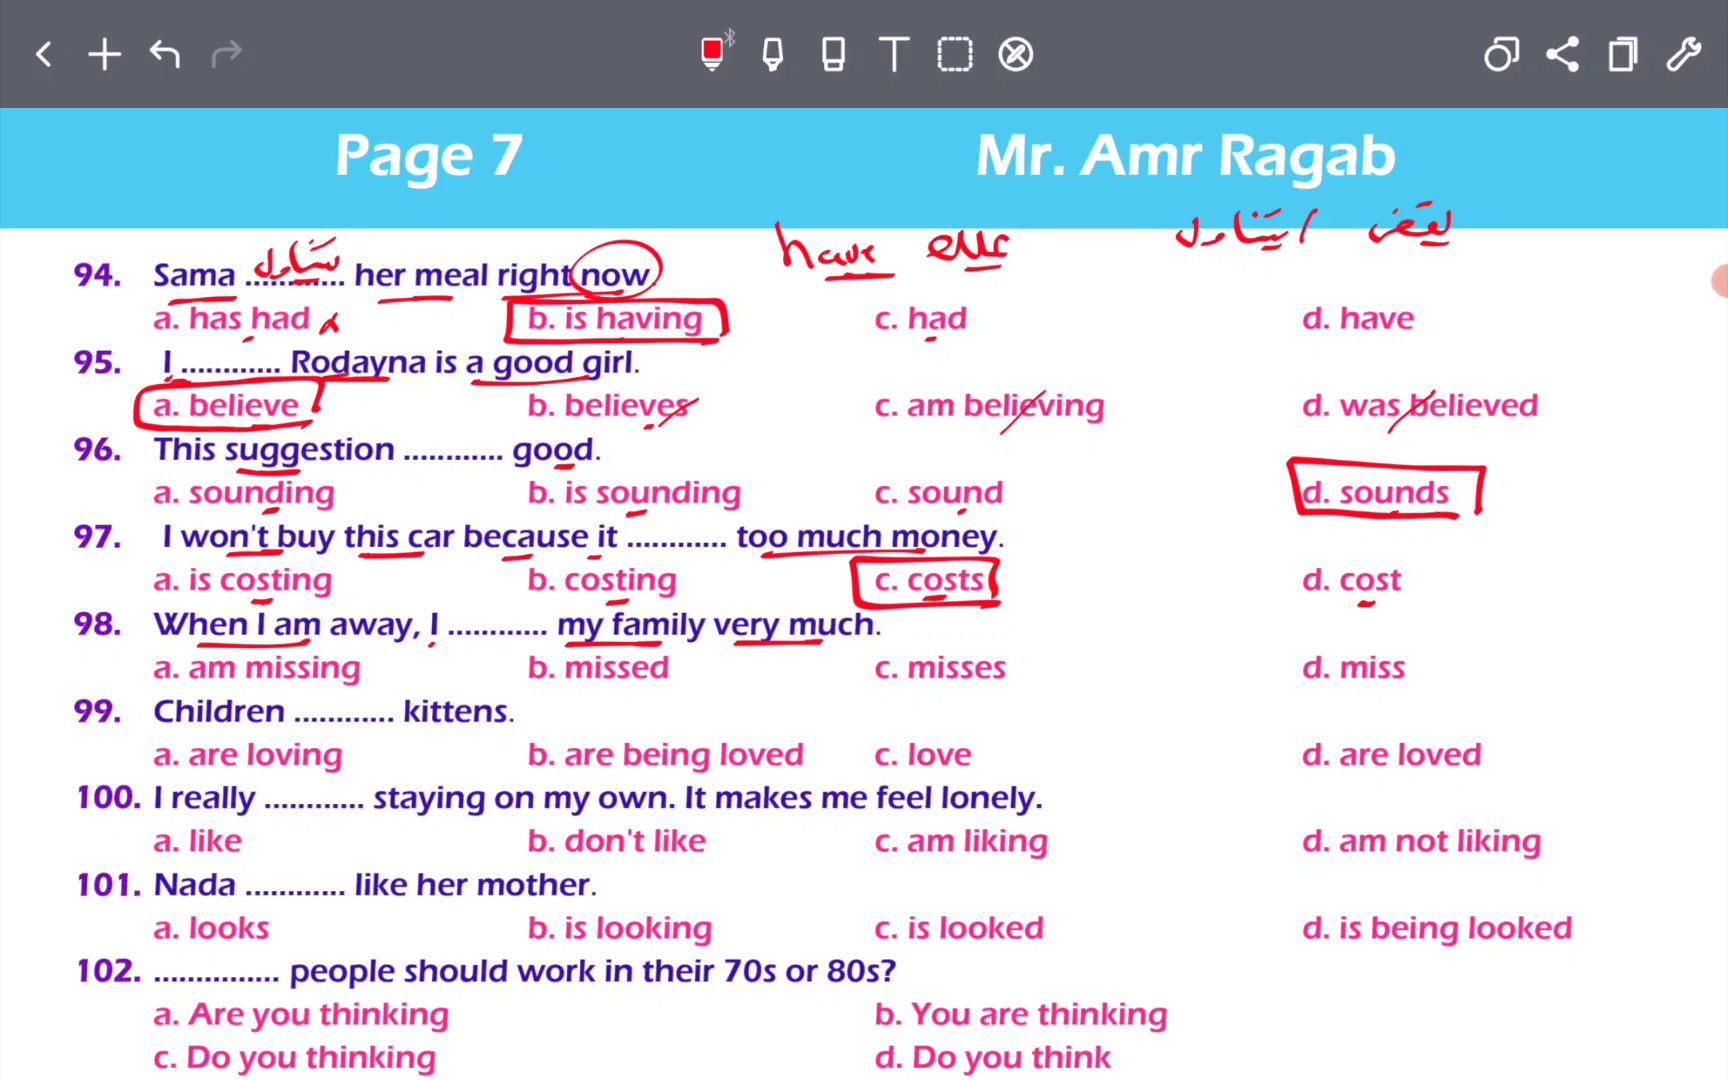 Page 7 Mr. Amr Ragab
have
94. Sama ............ her meal right now.
يتناول
a. has had b. is having c. had d. have
95. I ............ Rodayna is a good girl.
a. believe b. believes c. am believing d. was believed
96. This suggestion ............ good.
a. sounding b. is sounding c. sound d. sounds
97. I won't buy this car because it ............ too much money.
a. is costing b. costing c. costs d. cost
98. When I am away, I ............ my family very much.
a. am missing b. missed c. misses d. miss
99. Children ............ kittens.
a. are loving b. are being loved c. love d. are loved
100. I really ............ staying on my own. It makes me feel lonely.
a. like b. don't like c. am liking d. am not liking
101. Nada ............ like her mother.
a. looks b. is looking c. is looked d. is being looked
102. ............... people should work in their 70s or 80s?
a. Are you thinking b. You are thinking
c. Do you thinking d. Do you think